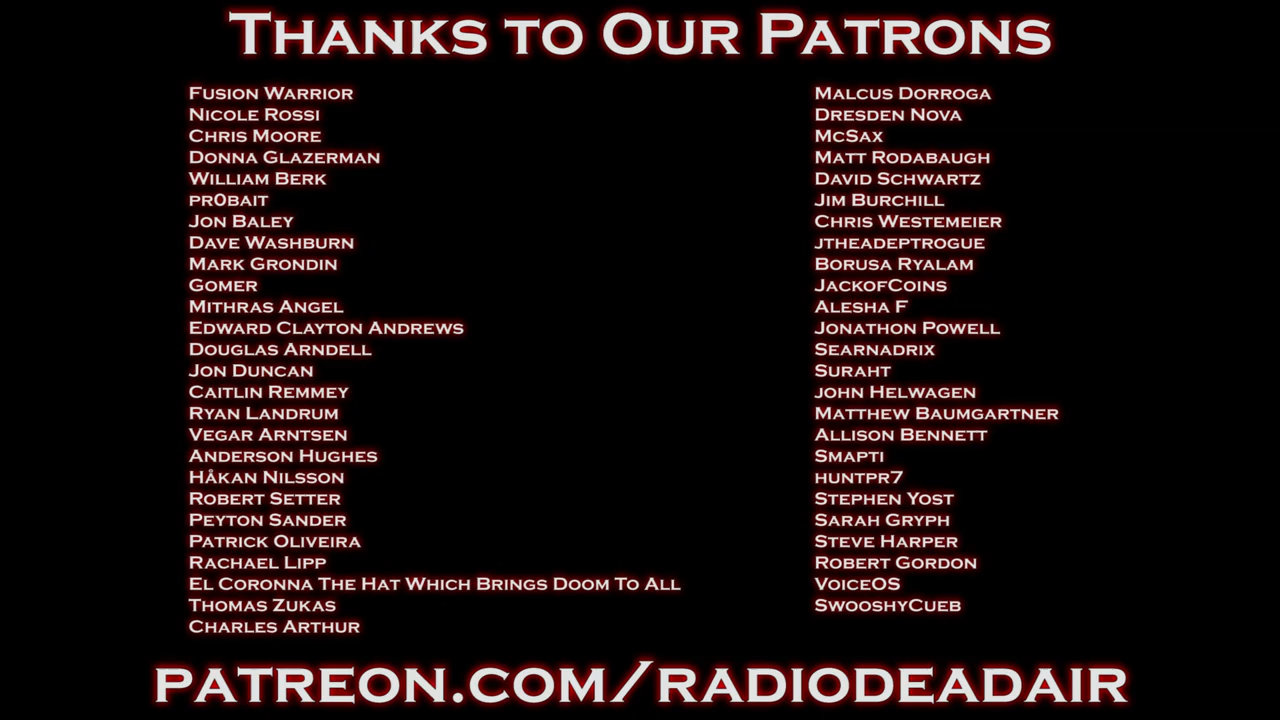 Thanks to Our Patrons
Fusion Warrior
Nicole Rossi
Chris Moore
Donna Glazerman
William Berk
pr0bait
Jon Baley
Dave Washburn
Mark Grondin
Gomer
Mithras Angel
Edward Clayton Andrews
Douglas Arndell
Jon Duncan
Caitlin Remmey
Ryan Landrum
Vegar Arntsen
Anderson Hughes
Håkan Nilsson
Robert Setter
Peyton Sander
Patrick Oliveira
Rachael Lipp
El Coronna The Hat Which Brings Doom To All
Thomas Zukas
Charles Arthur
Malcus Dorroga
Dresden Nova
McSax
Matt Rodabaugh
David Schwartz
Jim Burchill
Chris Westemeier
jtheadeptrogue
Borusa Ryalam
JackofCoins
Alesha F
Jonathon Powell
Searnadrix
Suraht
john Helwagen
Matthew Baumgartner
Allison Bennett
Smapti
huntpr7
Stephen Yost
Sarah Gryph
Steve Harper
Robert Gordon
VoiceOS
SwooshyCueb
patreon.com/radiodeadair